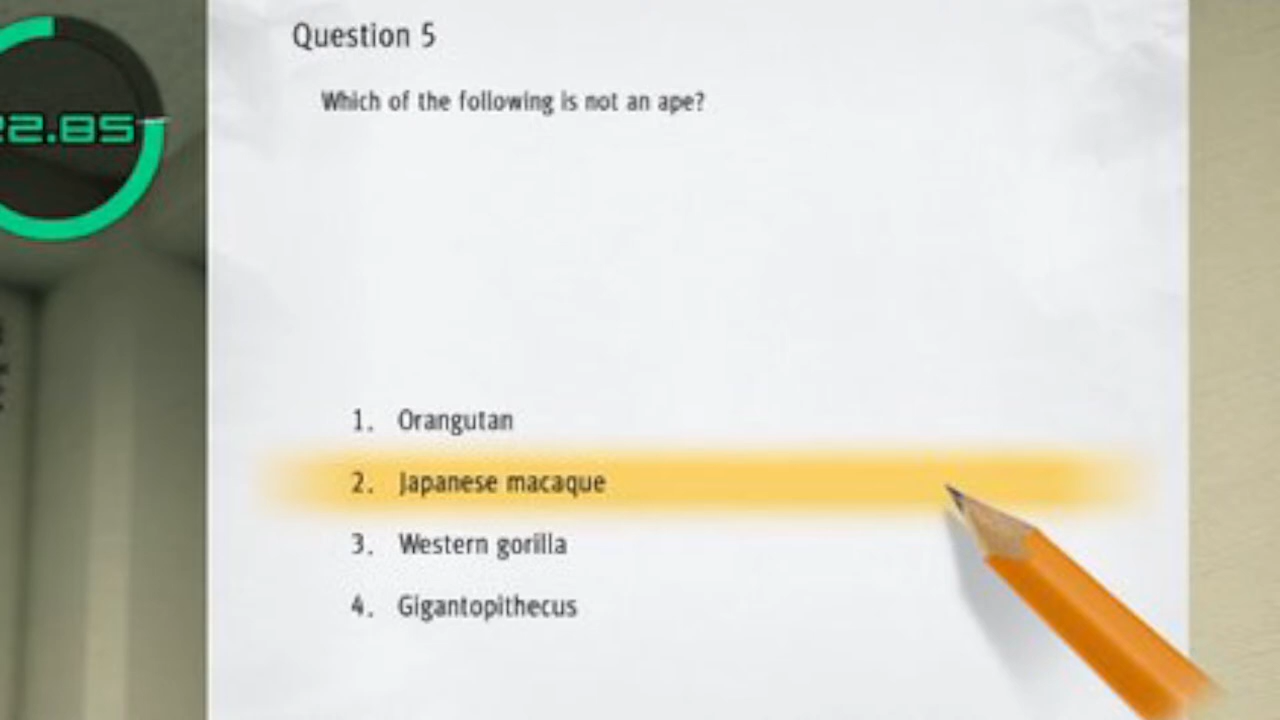 Question 5
22.85
Which of the following is not an ape?
1. Orangutan
2. Japanese macaque
3. Western gorilla
4. Gigantopithecus